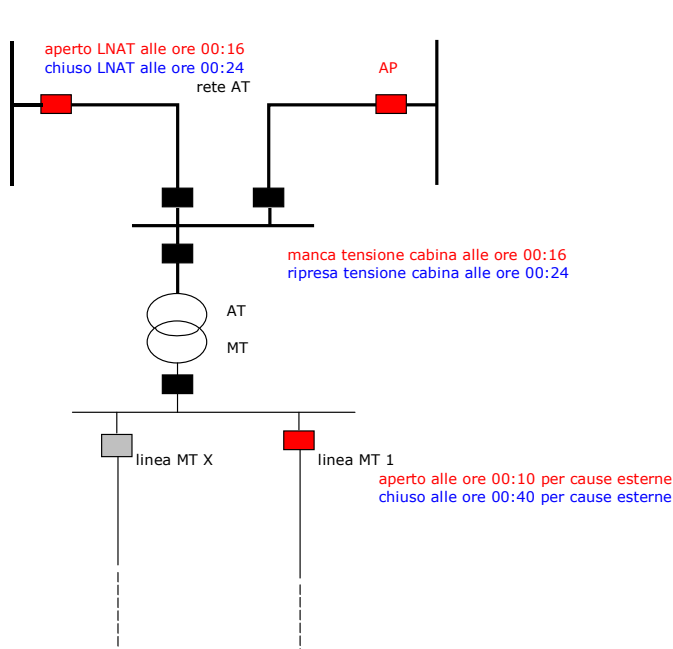 aperto LNAT alle ore 00:16
chiuso LNAT alle ore 00:24
rete AT
AP
manca tensione cabina alle ore 00:16
ripresa tensione cabina alle ore 00:24
AT
MT
linea MT X
linea MT 1
aperto alle ore 00:10 per cause esterne
chiuso alle ore 00:40 per cause esterne